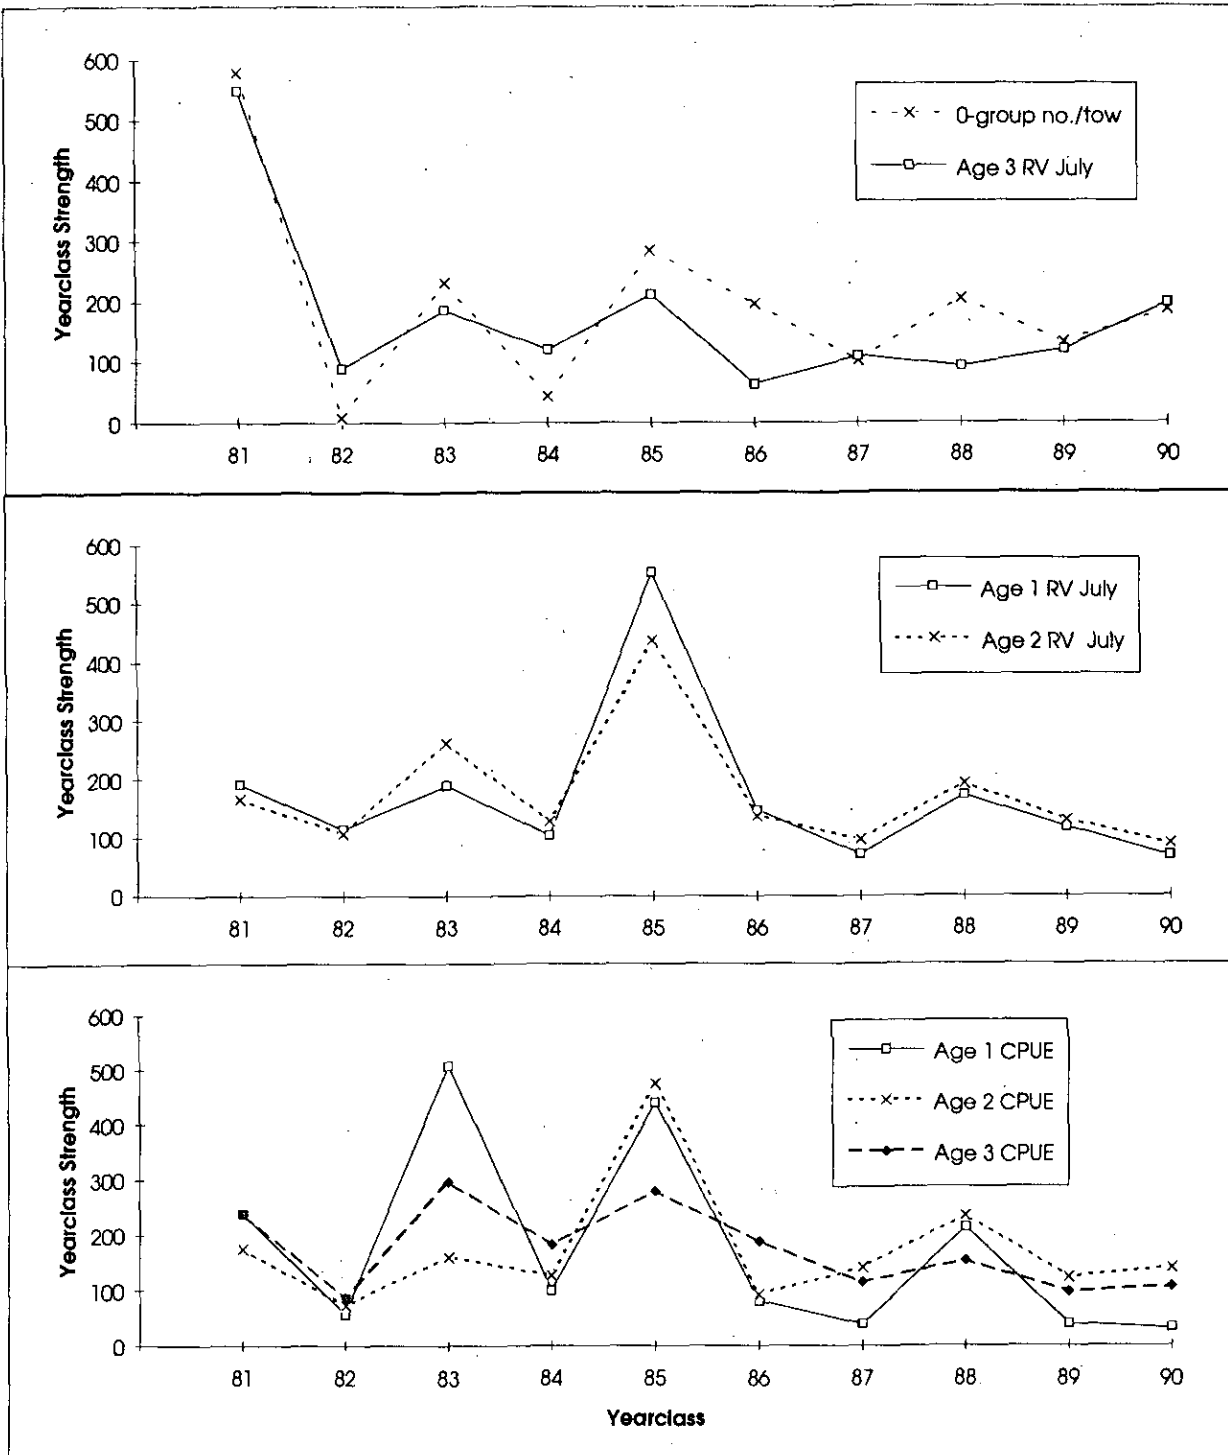 600
500
400
300
200
100
0
Yearclass Strength
0-group no./tow
Age 3 RV July
81 82 83 84 85 86 87 88 89 90
600
500
400
300
200
100
0
Yearclass Strength
Age 1 RV July
Age 2 RV July
81 82 83 84 85 86 87 88 89 90
600
500
400
300
200
100
0
Yearclass Strength
Age 1 CPUE
Age 2 CPUE
Age 3 CPUE
81 82 83 84 85 86 87 88 89 90
Yearclass